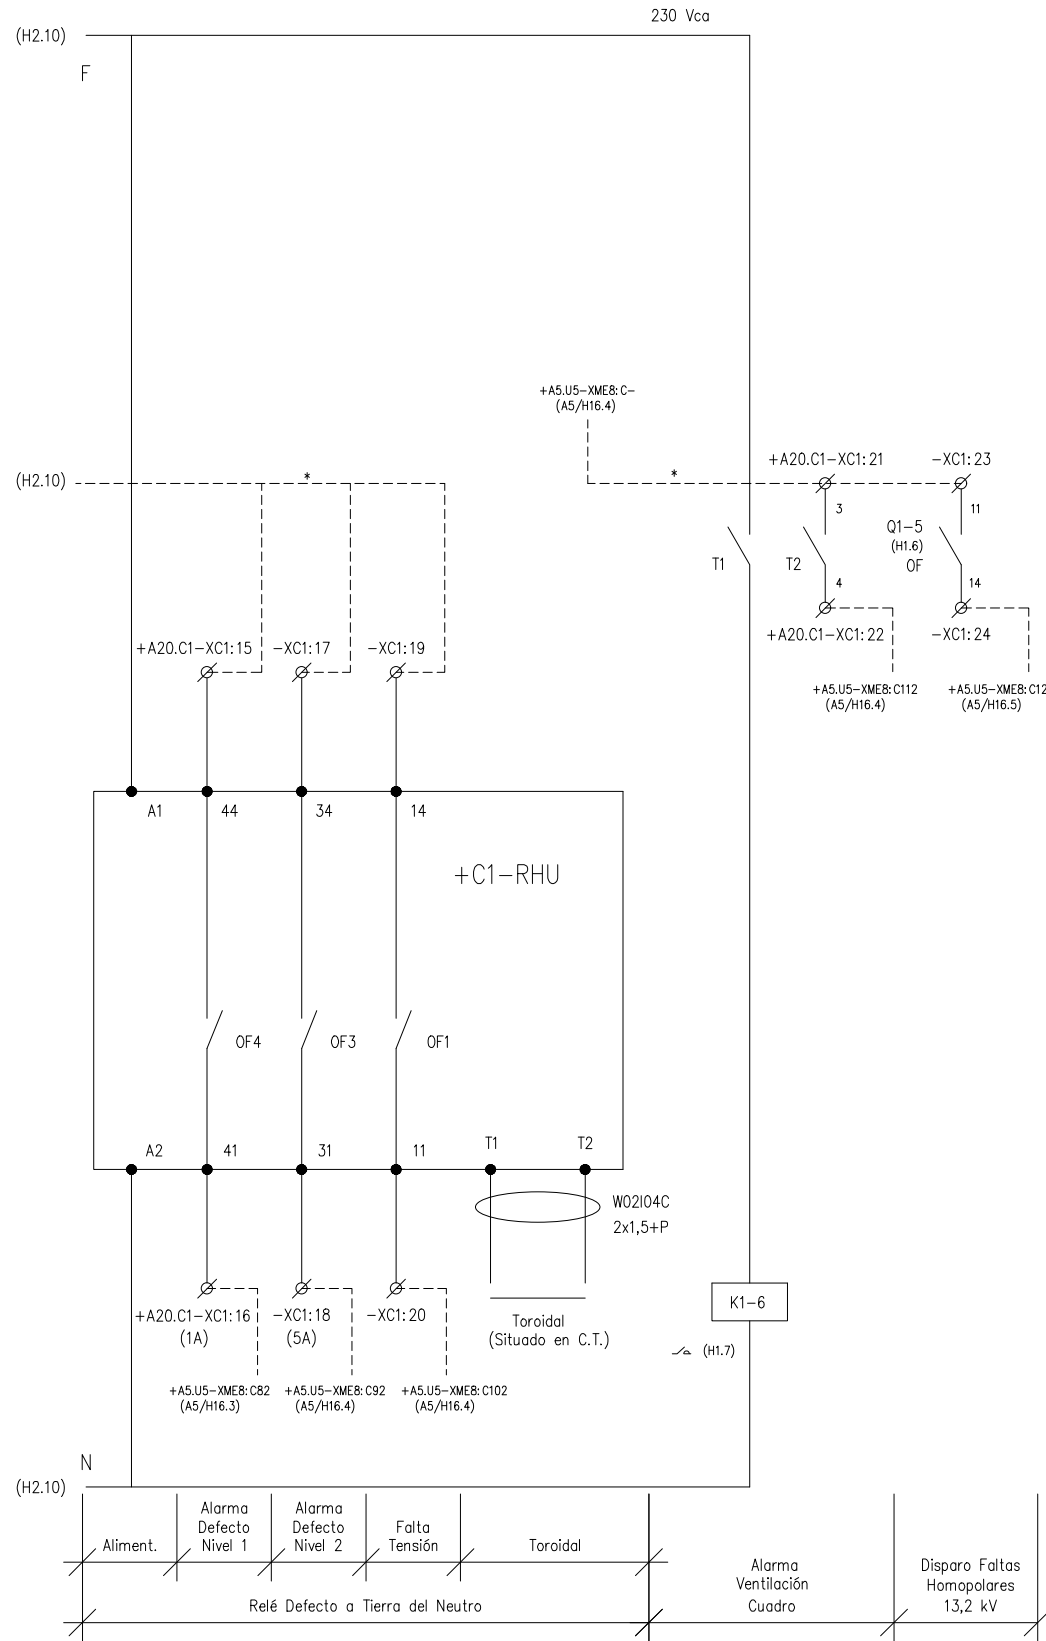 230 Vca
(H2.10)
F
+A5.U5-XME8:C-
(A5/H16.4)
(H2.10)
*
*
+A20.C1-XC1:21
-XC1:23
3
11
Q1-5
(H1.6)
OF
T1
T2
4
14
+A20.C1-XC1:22
-XC1:24
+A20.C1-XC1:15
-XC1:17
-XC1:19
+A5.U5-XME8:C112
(A5/H16.4)
+A5.U5-XME8:C12
(A5/H16.5)
A1
44
34
14
+C1-RHU
OF4
OF3
OF1
A2
41
31
11
T1
T2
W02I04C
2x1,5+P
+A20.C1-XC1:16
(1A)
-XC1:18
(5A)
-XC1:20
Toroidal
(Situado en C.T.)
K1-6
(H1.7)
+A5.U5-XME8:C82
(A5/H16.3)
+A5.U5-XME8:C92
(A5/H16.4)
+A5.U5-XME8:C102
(A5/H16.4)
N
(H2.10)
Aliment.
Alarma
Defecto
Nivel 1
Alarma
Defecto
Nivel 2
Falta
Tensión
Toroidal
Relé Defecto a Tierra del Neutro
Alarma
Ventilación
Cuadro
Disparo Faltas
Homopolares
13,2 kV